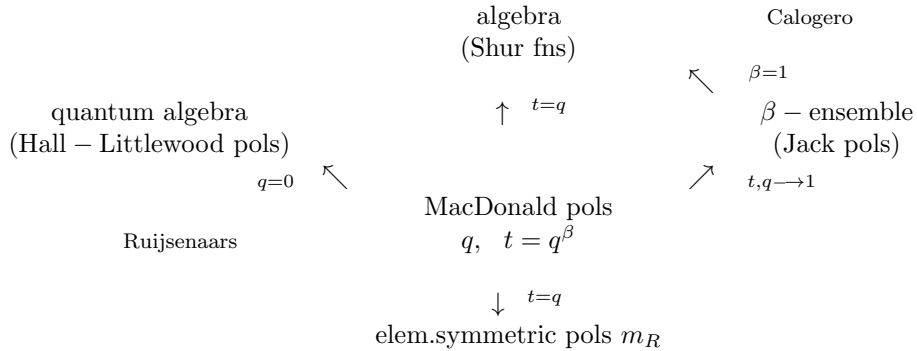 algebra
(Shur fns)
Calogero
β=1
t=q
quantum algebra
(Hall – Littlewood pols)
β – ensemble
(Jack pols)
q=0
t,q⟶1
MacDonald pols
q, t = q^β
Ruijsenaars
t=q
elem.symmetric pols m_R